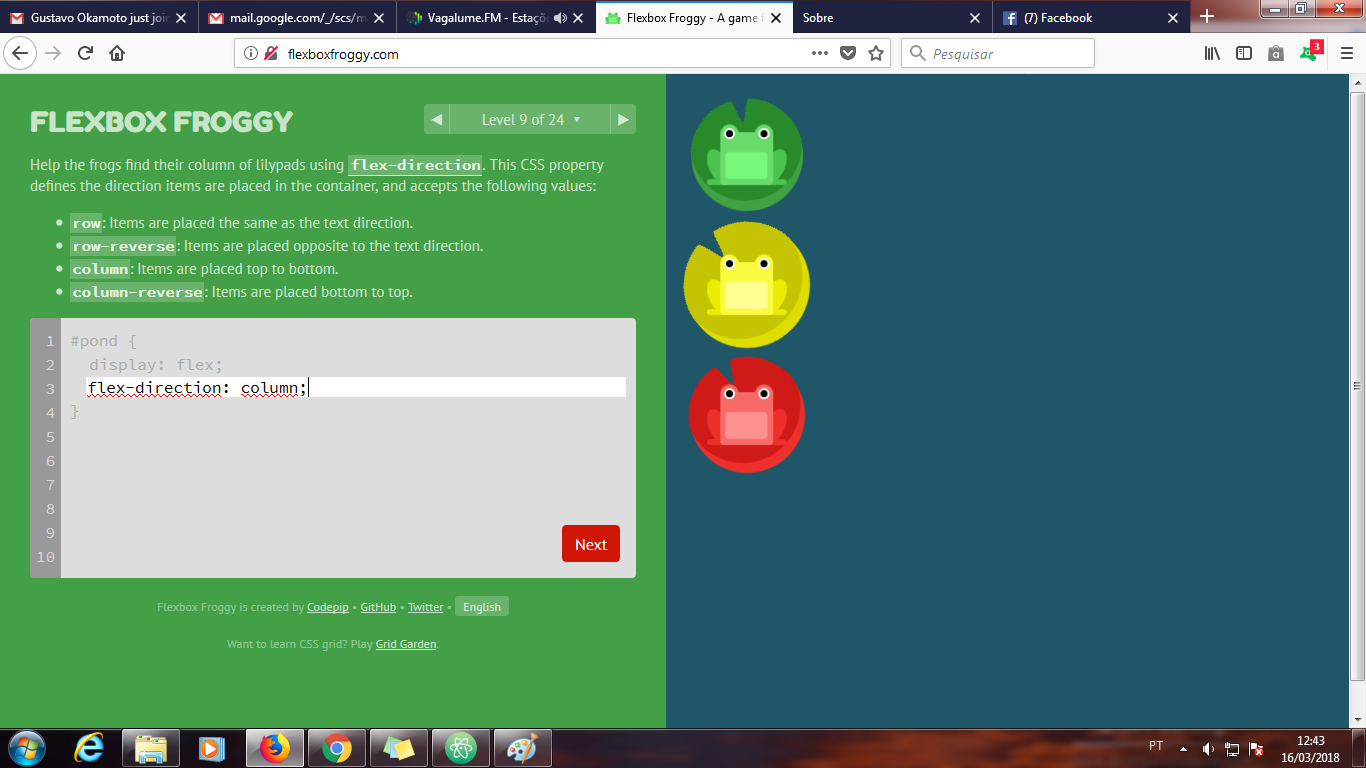 Gustavo Okamoto just joi
mail.google.com/_/scs/m
Vagalume.FM - Estaçõ
Flexbox Froggy - A game f
Sobre
(7) Facebook
flexboxfroggy.com
Pesquisar
3
FLEXBOX FROGGY
Level 9 of 24
Help the frogs find their column of lilypads using flex-direction. This CSS property
defines the direction items are placed in the container, and accepts the following values:
row: Items are placed the same as the text direction.
row-reverse: Items are placed opposite to the text direction.
column: Items are placed top to bottom.
column-reverse: Items are placed bottom to top.
1 #pond {
2 display: flex;
3 flex-direction: column;
4 }
5
6
7
8
9
10
Next
Flexbox Froggy is created by Codepip • GitHub • Twitter • English
Want to learn CSS grid? Play Grid Garden.
PT
12:43
16/03/2018